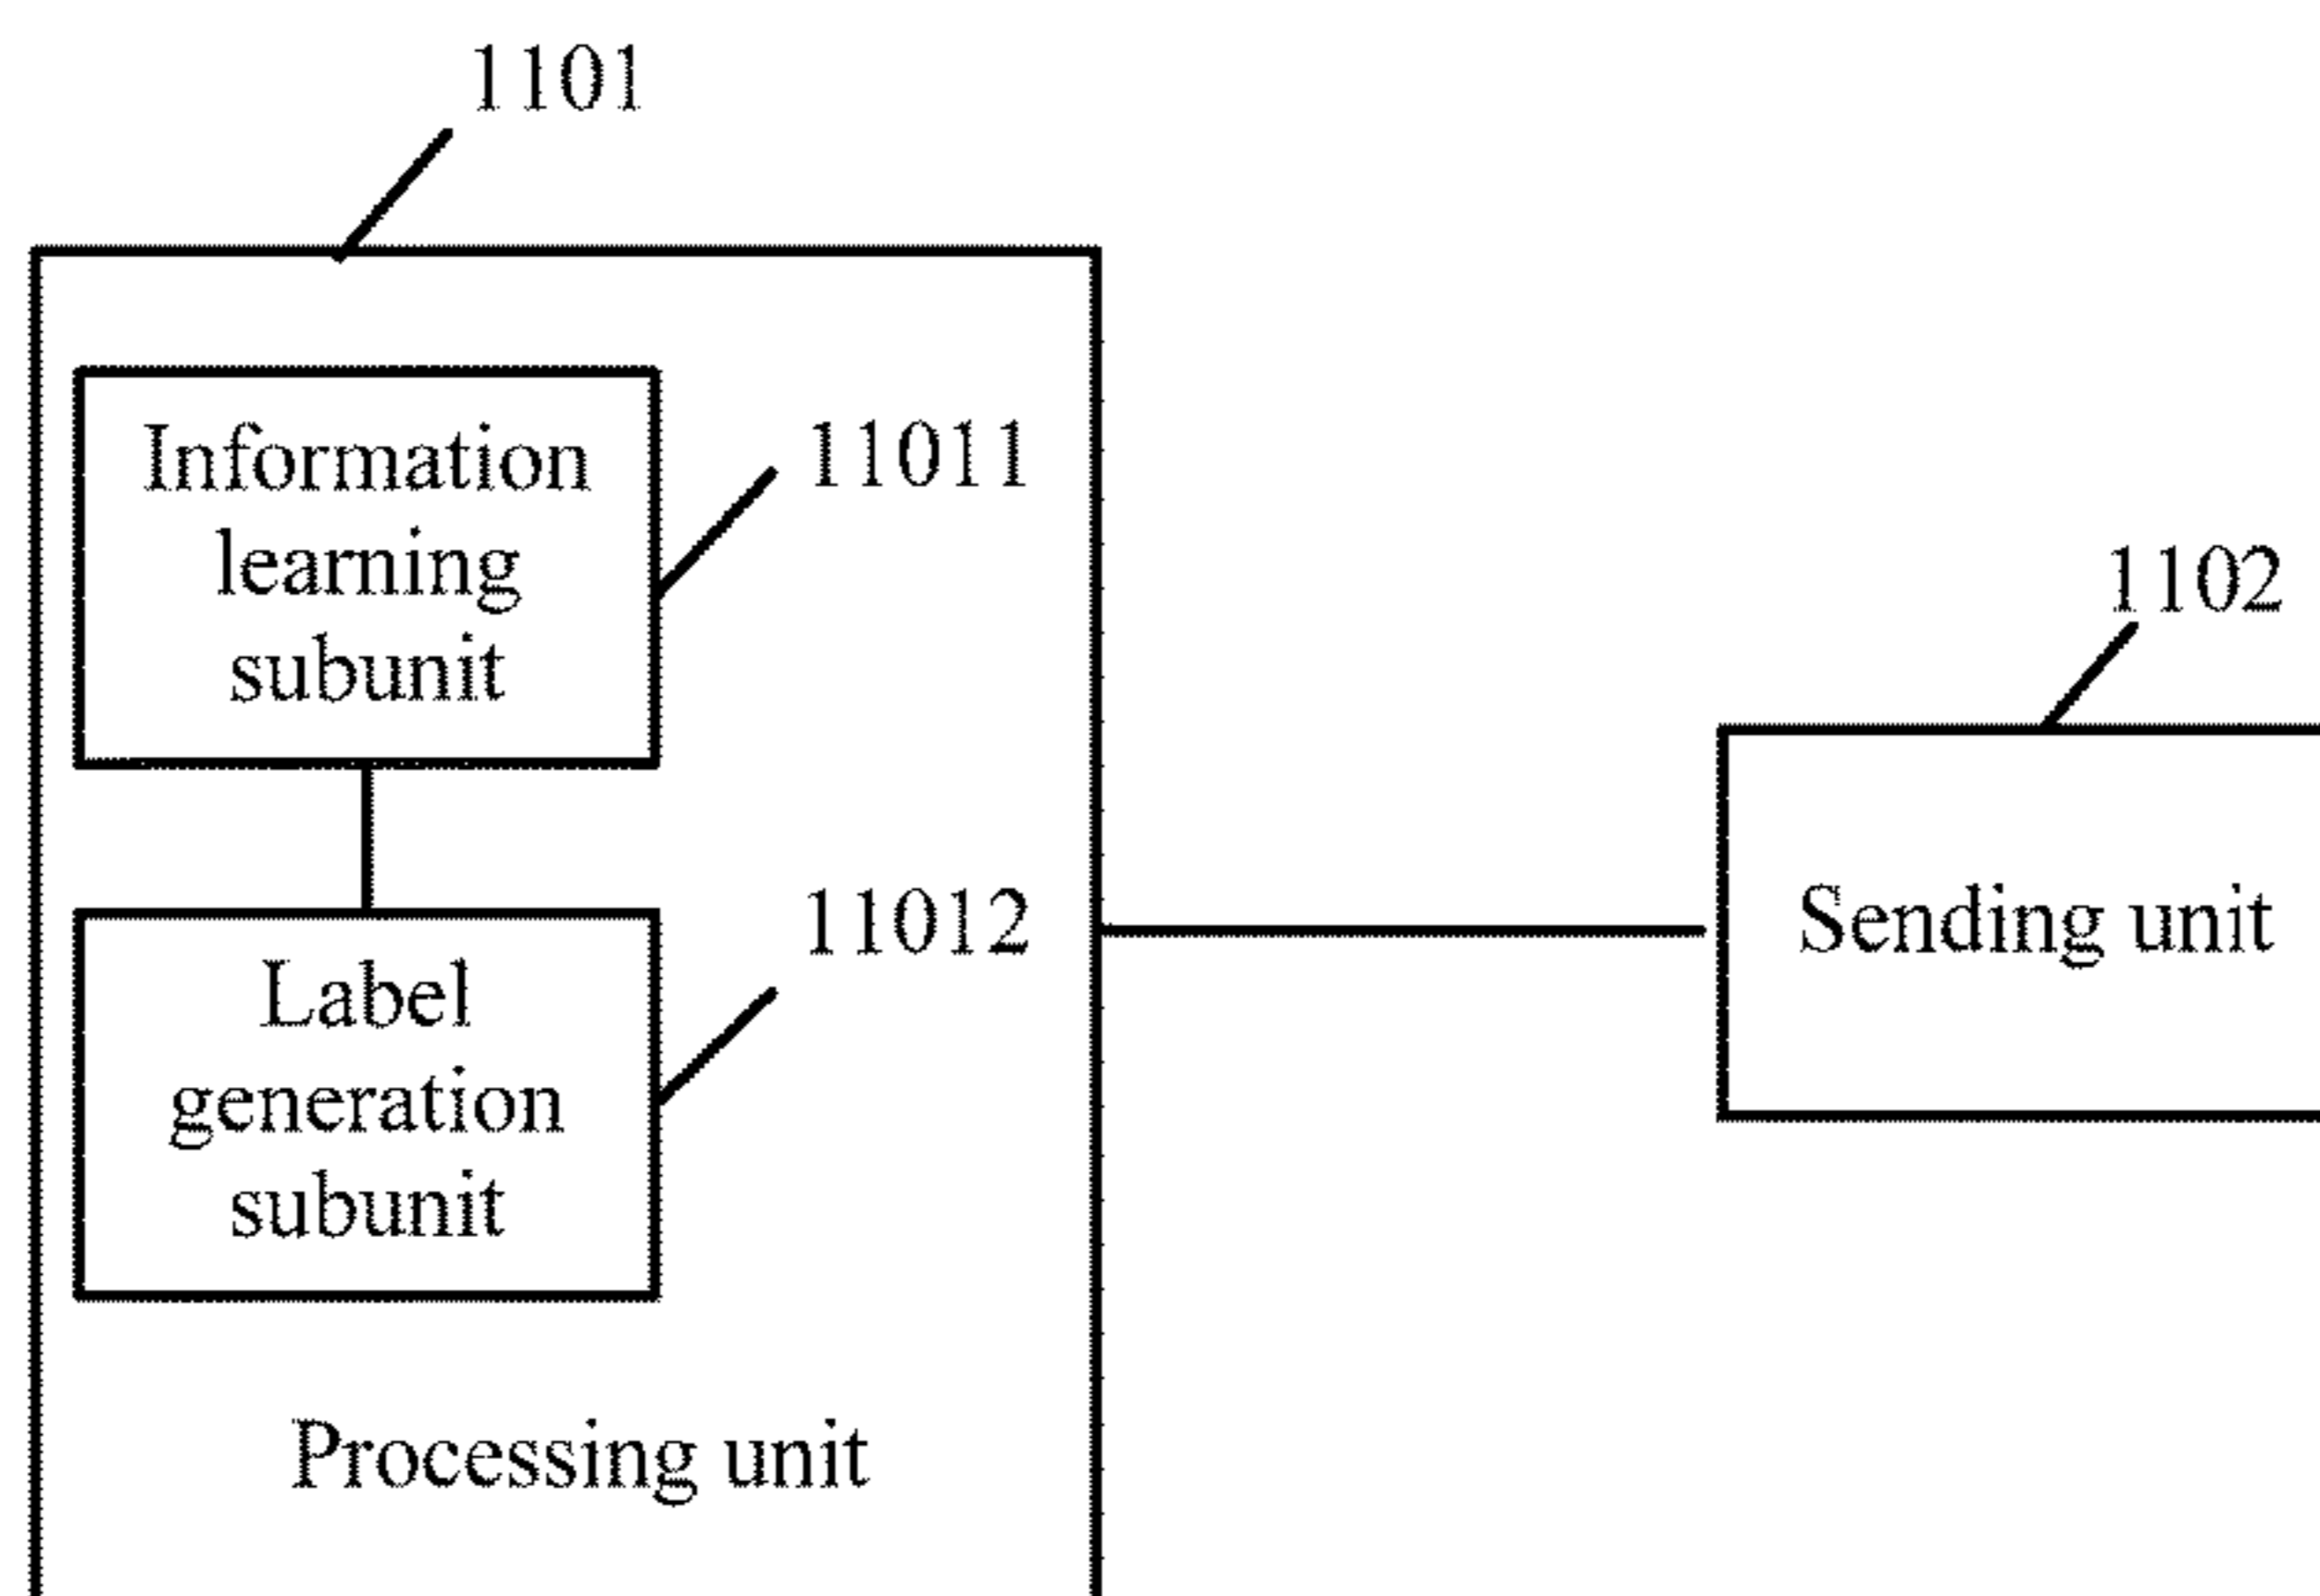 1101
Information
learning
subunit
11011
Label
generation
subunit
11012
Processing unit
1102
Sending unit